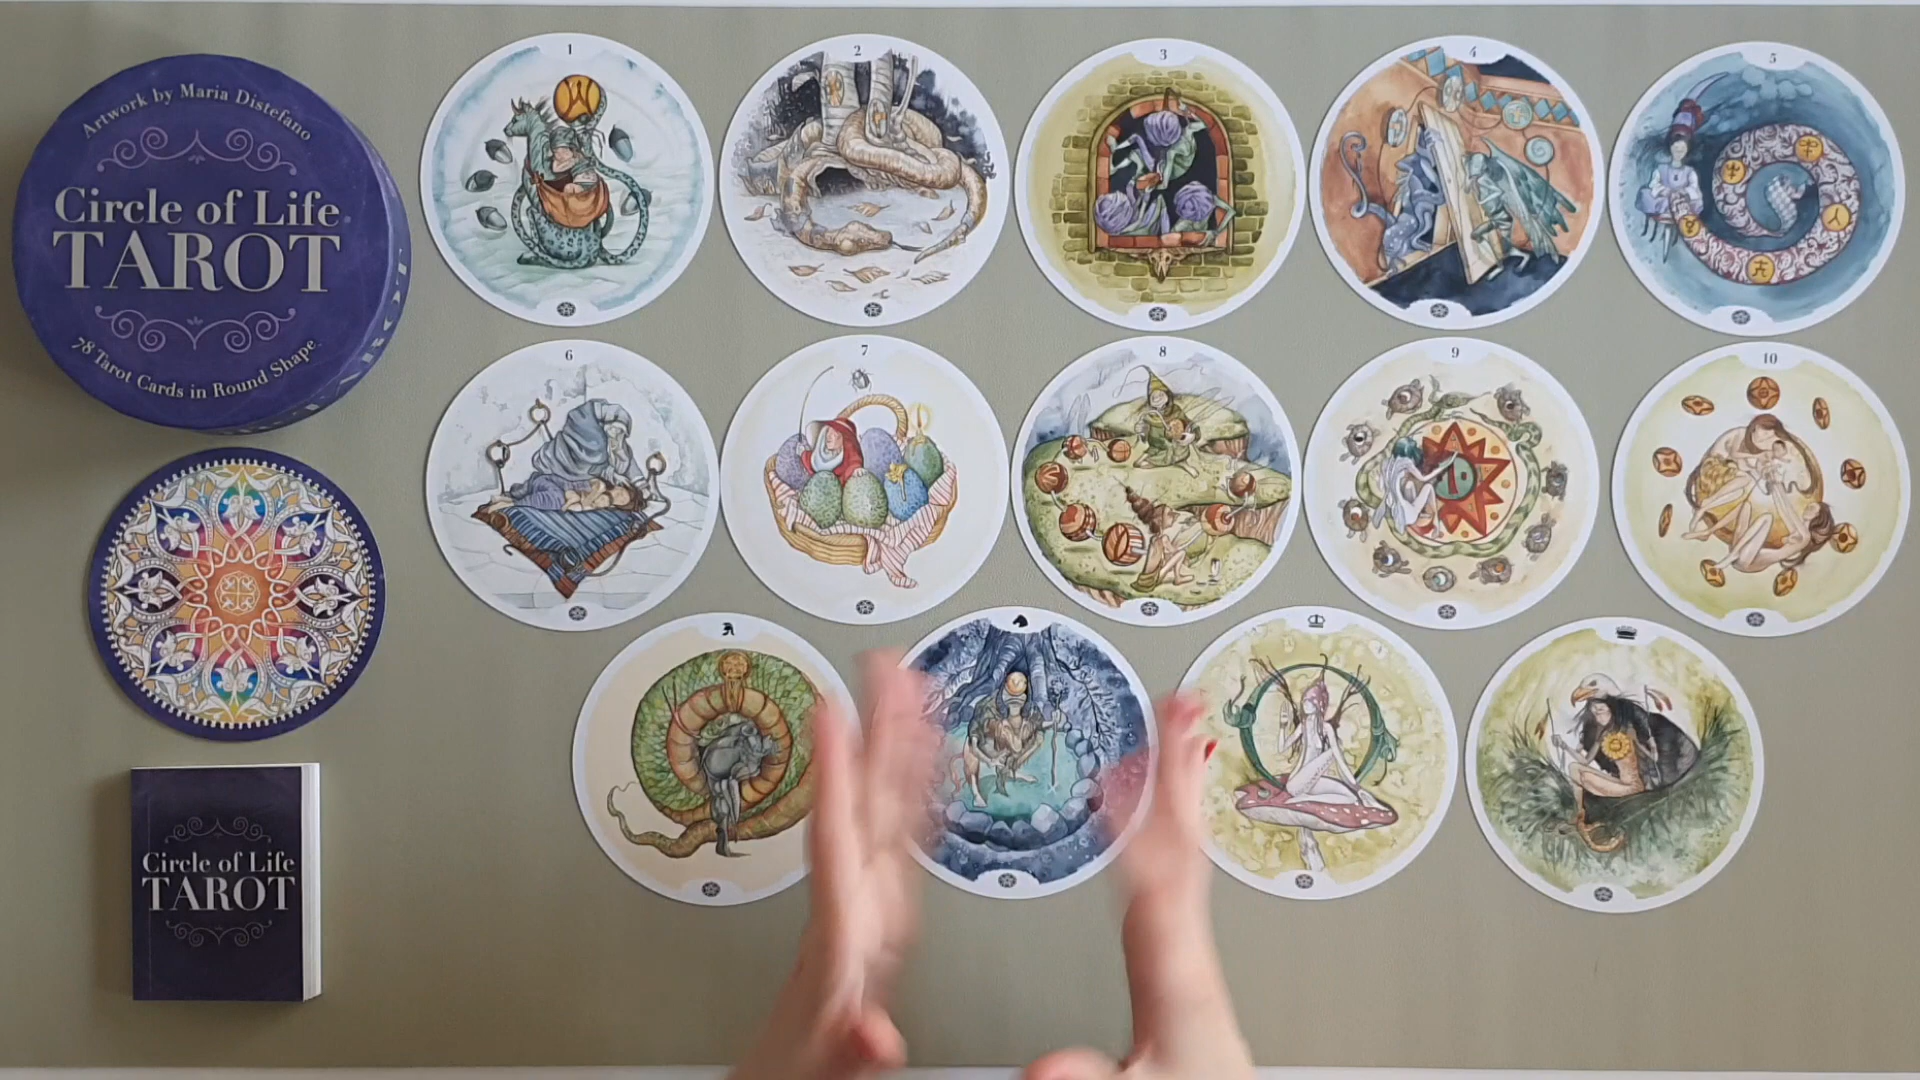 Artwork by Maria Distefano
Circle of Life
TAROT
78 Tarot Cards in Round Shape
1
2
3
4
5
6
7
8
9
10
Circle of Life
TAROT